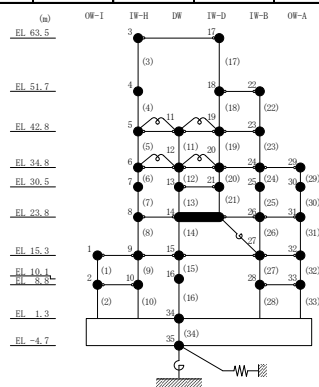 (m) OW-I IW-H DW IW-D IW-B OW-A
EL 63.5 3 17
(3) (17)
EL 51.7 4 18 22
(4) (18) (22)
EL 42.8 5 11 19 23
(5) (11) (19) (23)
EL 34.8 6 12 20 24 29
(6) (12) (20) (24) (29)
EL 30.5 7 13 21 25 30
(7) (13) (21) (25) (30)
EL 23.8 8 14 26 31
(8) (14) (26) (31)
27
EL 15.3 1 9 15 32
(1) (9) (15) (27) (32)
EL 10.1 16
EL 8.8 2 10 28 33
(2) (10) (16) (28) (33)
EL 1.3 34
(34)
EL -4.7 35